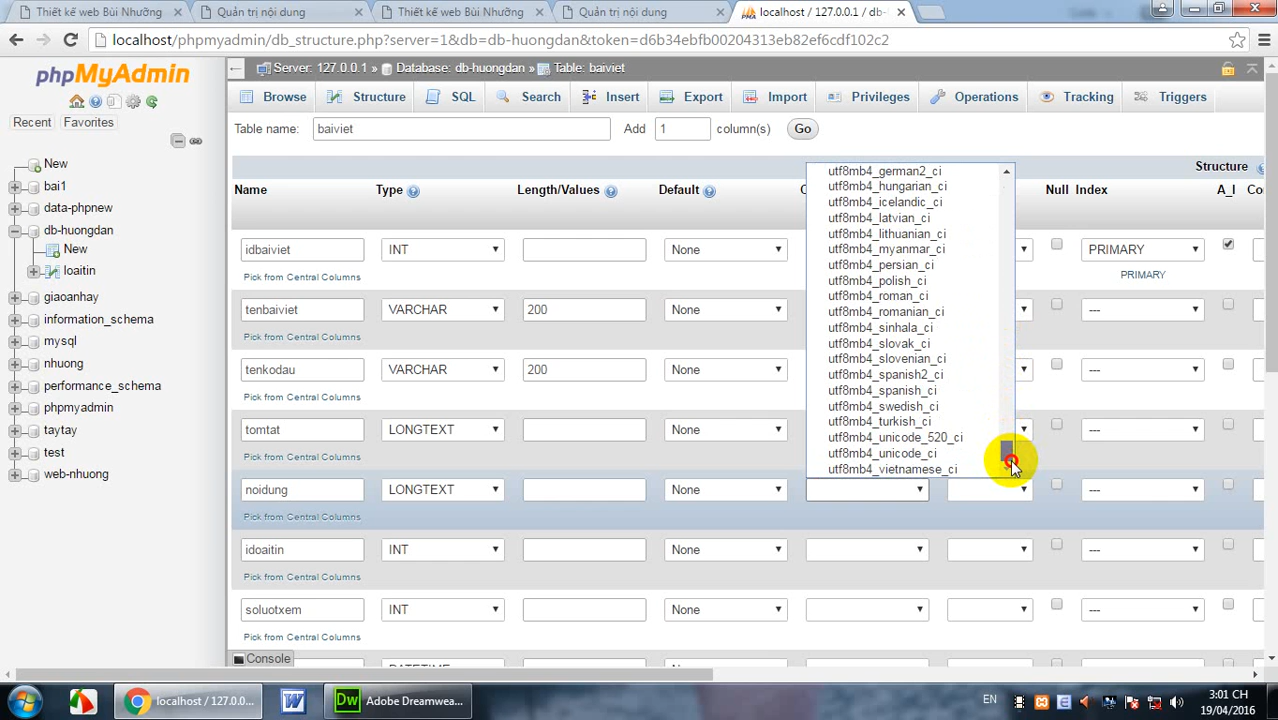 Thiết kế web Bùi Nhưỡng
Quản trị nội dung
Thiết kế web Bùi Nhưỡng
Quản trị nội dung
localhost / 127.0.0.1 / db-
localhost/phpmyadmin/db_structure.php?server=1&db=db-huongdan&token=d6b34ebfb00204313eb82ef6cdf102c2
phpMyAdmin
Recent
Favorites
New
bai1
data-phpnew
db-huongdan
New
loaitin
giaoanhay
information_schema
mysql
nhuong
performance_schema
phpmyadmin
taytay
test
web-nhuong
Server: 127.0.0.1 » Database: db-huongdan » Table: baiviet
Browse Structure SQL Search Insert Export Import Privileges Operations Tracking Triggers
Table name: baiviet Add 1 column(s) Go
Structure
Name Type Length/Values Default Null Index A_I
idbaiviet INT None PRIMARY
Pick from Central Columns PRIMARY
tenbaiviet VARCHAR 200 None ---
Pick from Central Columns
tenkodau VARCHAR 200 None ---
Pick from Central Columns
tomtat LONGTEXT None ---
Pick from Central Columns
noidung LONGTEXT None ---
Pick from Central Columns
idoaitin INT None ---
Pick from Central Columns
soluotxem INT None ---
Pick from Central Columns
utf8mb4_german2_ci
utf8mb4_hungarian_ci
utf8mb4_icelandic_ci
utf8mb4_latvian_ci
utf8mb4_lithuanian_ci
utf8mb4_myanmar_ci
utf8mb4_persian_ci
utf8mb4_polish_ci
utf8mb4_roman_ci
utf8mb4_romanian_ci
utf8mb4_sinhala_ci
utf8mb4_slovak_ci
utf8mb4_slovenian_ci
utf8mb4_spanish2_ci
utf8mb4_spanish_ci
utf8mb4_swedish_ci
utf8mb4_turkish_ci
utf8mb4_unicode_520_ci
utf8mb4_unicode_ci
utf8mb4_vietnamese_ci
Console
localhost / 127.0.0...
Adobe Dreamwea...
EN
3:01 CH
19/04/2016